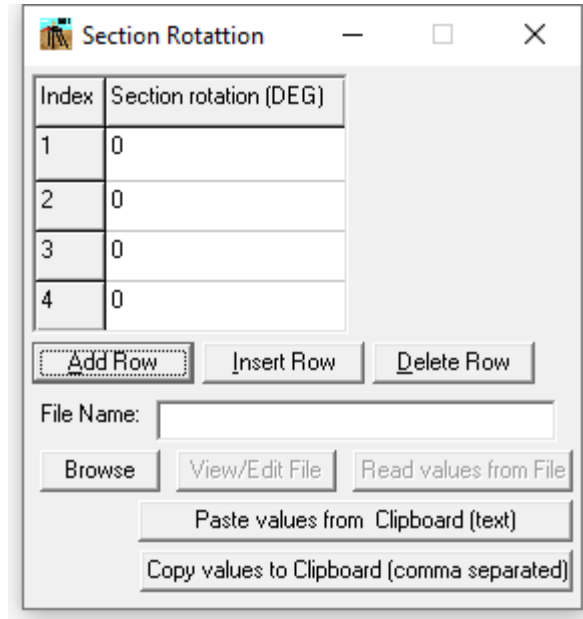 Section Rotattion
Index Section rotation (DEG)
1 0
2 0
3 0
4 0
Add Row Insert Row Delete Row
File Name:
Browse View/Edit File Read values from File
Paste values from Clipboard (text)
Copy values to Clipboard (comma separated)